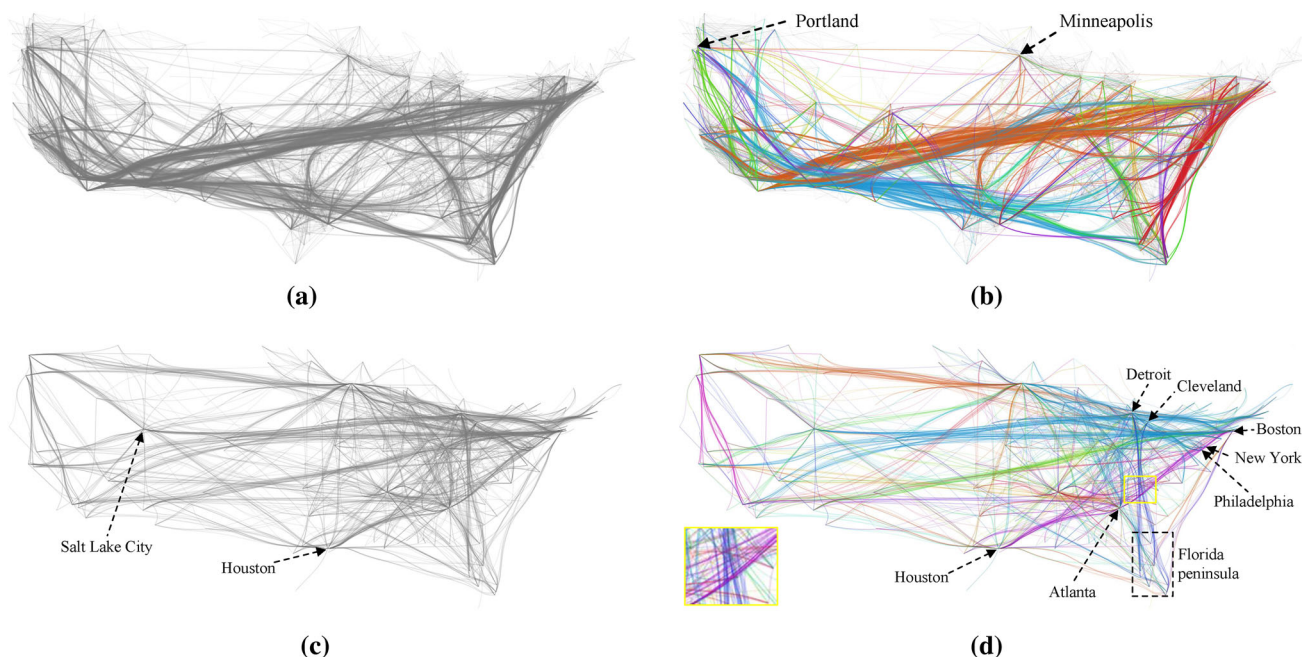 Portland
Minneapolis
(a)
(b)
Detroit
Cleveland
Boston
New York
Philadelphia
Salt Lake City
Houston
Houston
Atlanta
Florida
peninsula
(c)
(d)